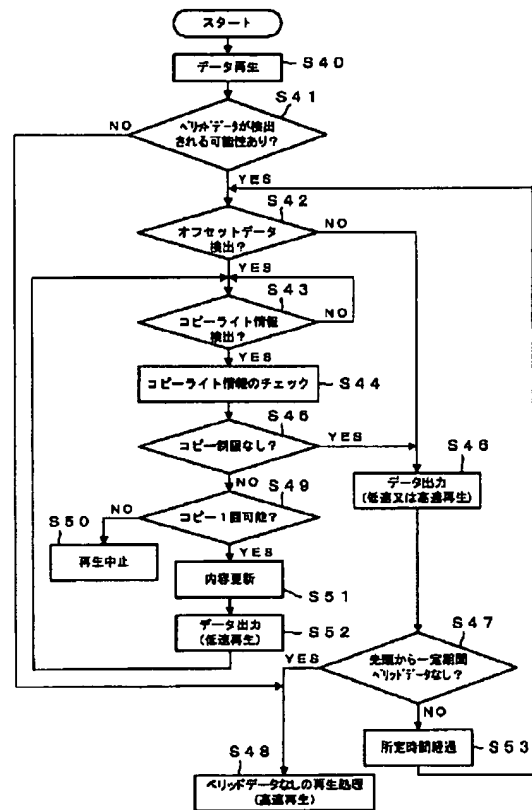 スタート
データ再生
S40
S41
ベリッドデータが検出
される可能性あり?
NO
YES
S42
オフセットデータ
検出?
NO
YES
S43
コピーライト情報
検出?
NO
YES
コピーライト情報のチェック
S44
S45
コピー制限なし?
YES
NO
S46
データ出力
(低速又は高速再生)
S49
コピー1回可能?
NO
S50
再生中止
YES
内容更新
S51
データ出力
(低速再生)
S52
S47
先頭から一定期間
ベリッドデータなし?
YES
NO
所定時間経過
S53
S48
ベリッドデータなしの再生処理
(高速再生)